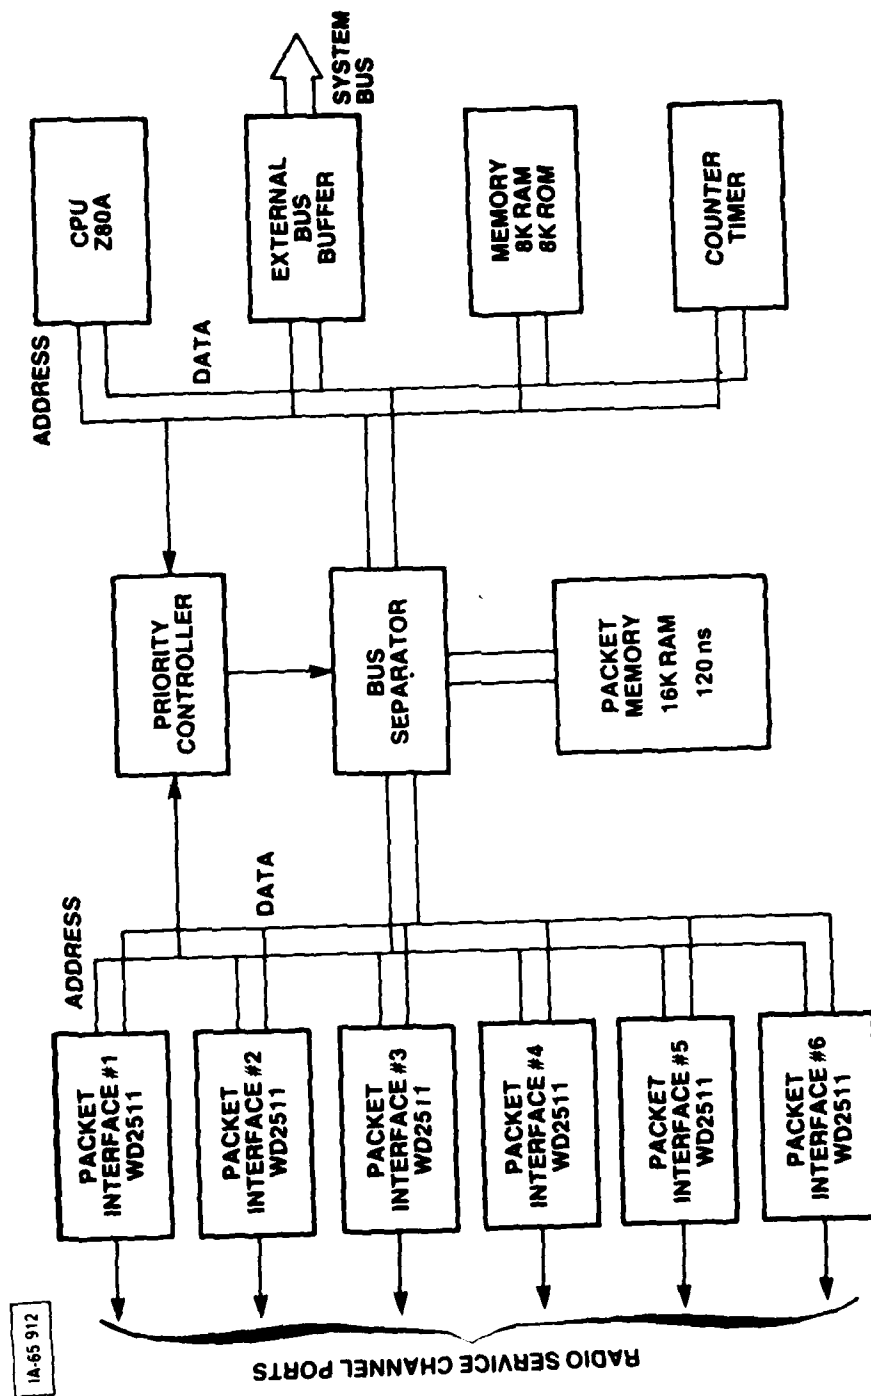 IA-65 912
RADIO SERVICE CHANNEL PORTS
PACKET
INTERFACE #1
WD2511
PACKET
INTERFACE #2
WD2511
PACKET
INTERFACE #3
WD2511
PACKET
INTERFACE #4
WD2511
PACKET
INTERFACE #5
WD2511
PACKET
INTERFACE #6
WD2511
ADDRESS
DATA
PRIORITY
CONTROLLER
BUS
SEPARATOR
PACKET
MEMORY
16K RAM
120 ns
ADDRESS
DATA
CPU
Z80A
EXTERNAL
BUS
BUFFER
SYSTEM
BUS
MEMORY
8K RAM
8K ROM
COUNTER
TIMER